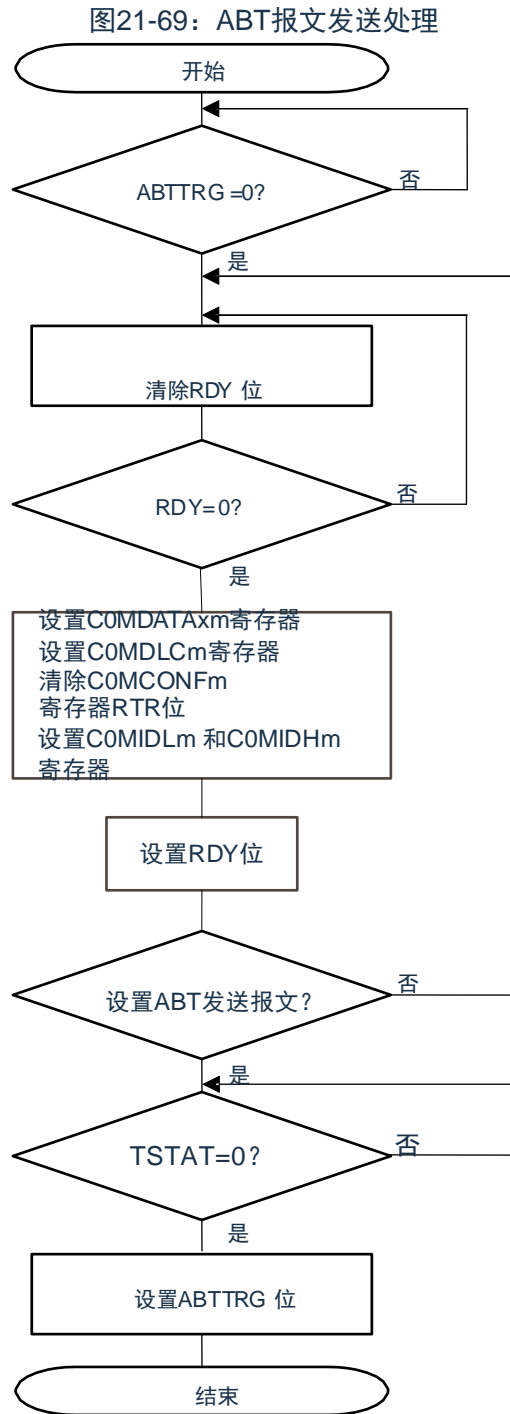 图21-69：ABT报文发送处理
开始
ABTTRG =0?
否
是
清除RDY 位
RDY=0?
否
是
设置C0MDATAxm寄存器
设置C0MDLCm寄存器
清除C0MCONFm
寄存器RTR位
设置C0MIDLm 和C0MIDHm
寄存器
设置RDY位
设置ABT发送报文?
否
是
TSTAT=0?
否
是
设置ABTTRG 位
结束